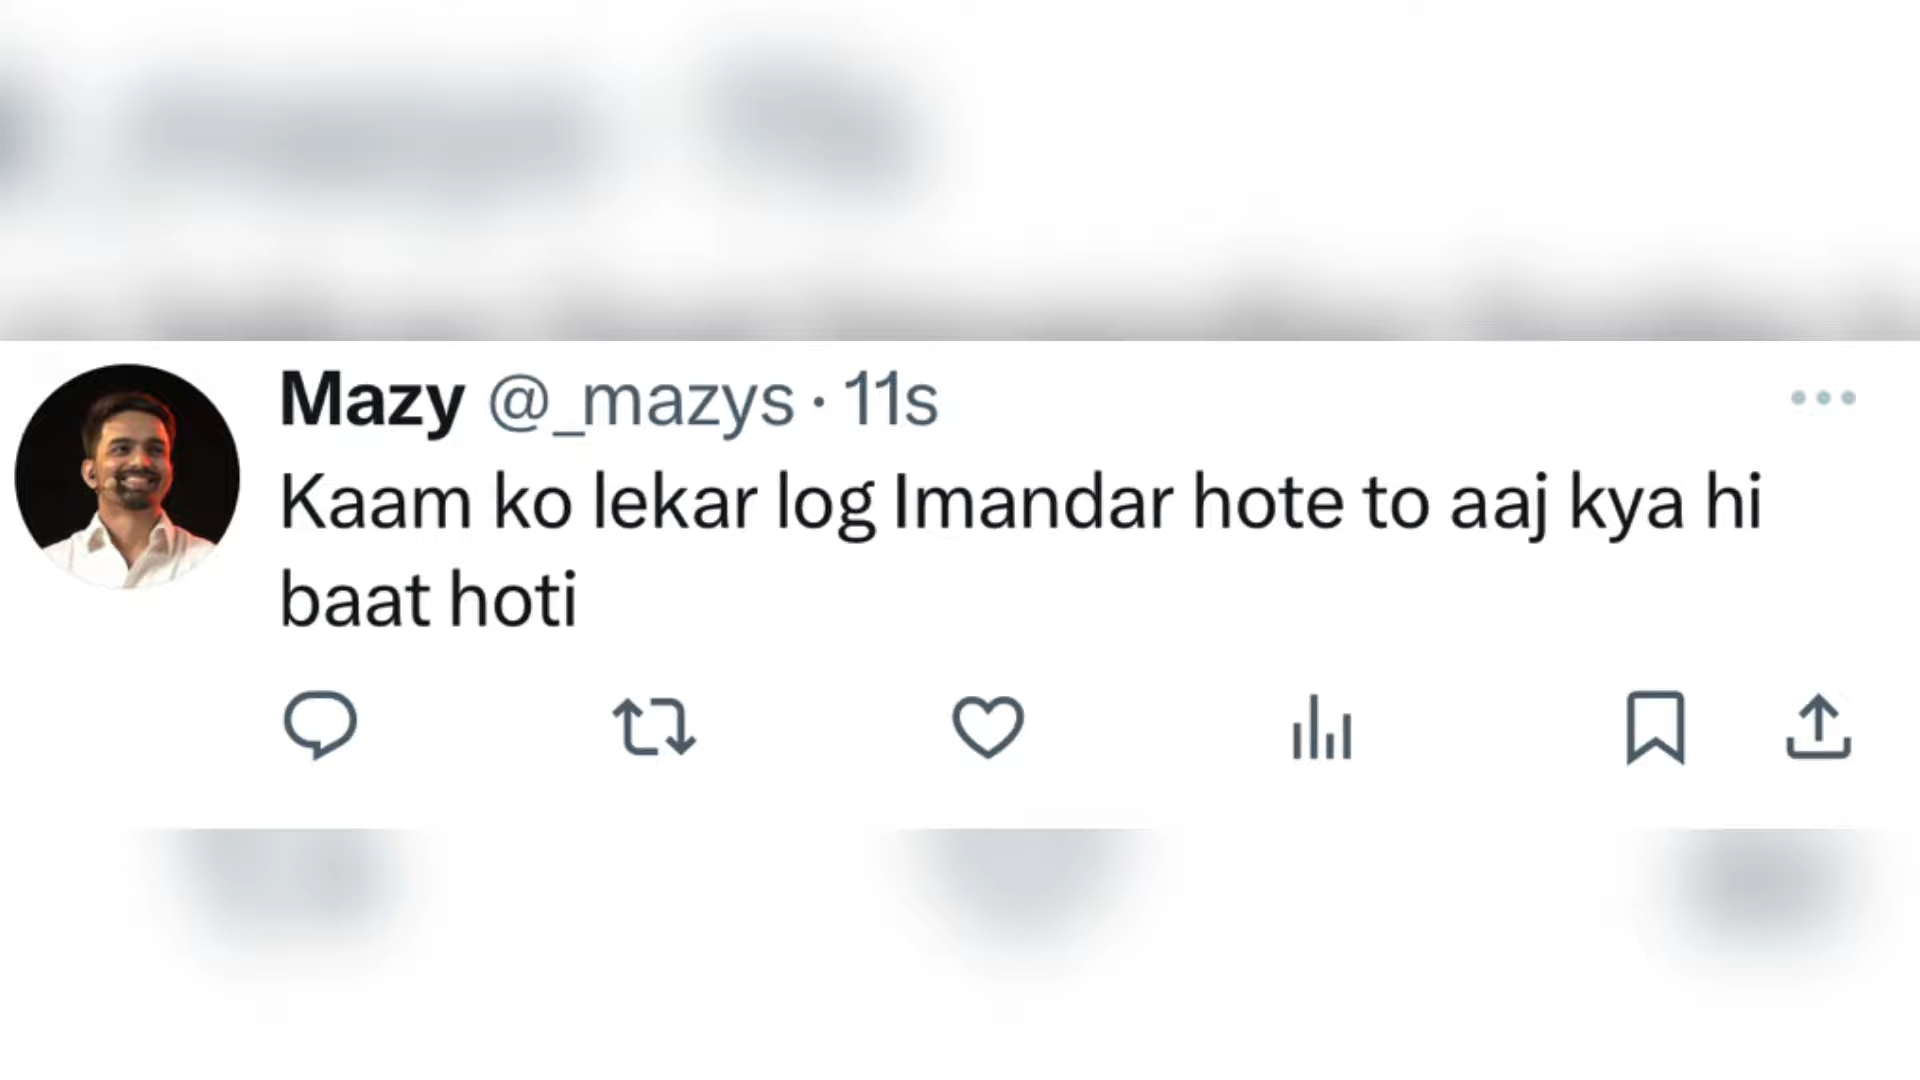 Mazy @_mazys · 11s
Kaam ko lekar log Imandar hote to aaj kya hi
baat hoti